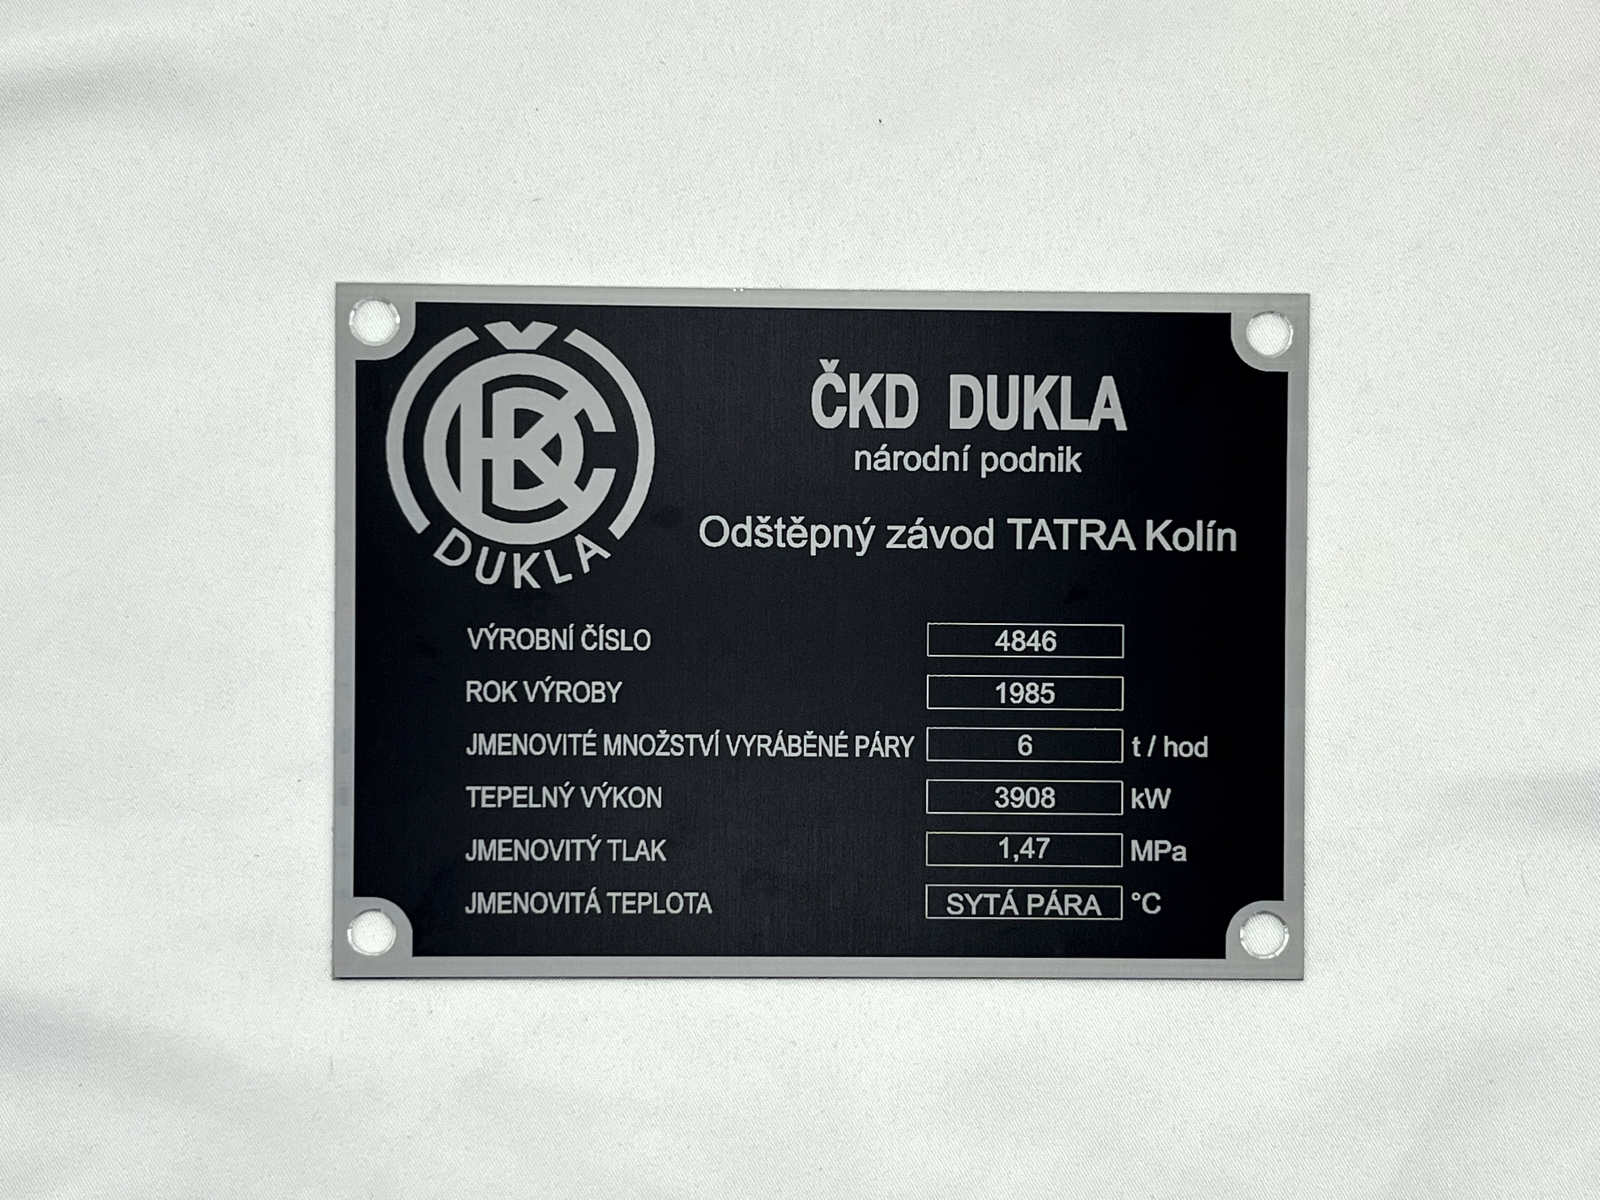 ČKD
DUKLA
ČKD DUKLA
národní podnik
Odštěpný závod TATRA Kolín
VÝROBNÍ ČÍSLO 4846
ROK VÝROBY 1985
JMENOVITÉ MNOŽSTVÍ VYRÁBĚNÉ PÁRY 6 t / hod
TEPELNÝ VÝKON 3908 kW
JMENOVITÝ TLAK 1,47 MPa
JMENOVITÁ TEPLOTA SYTÁ PÁRA °C